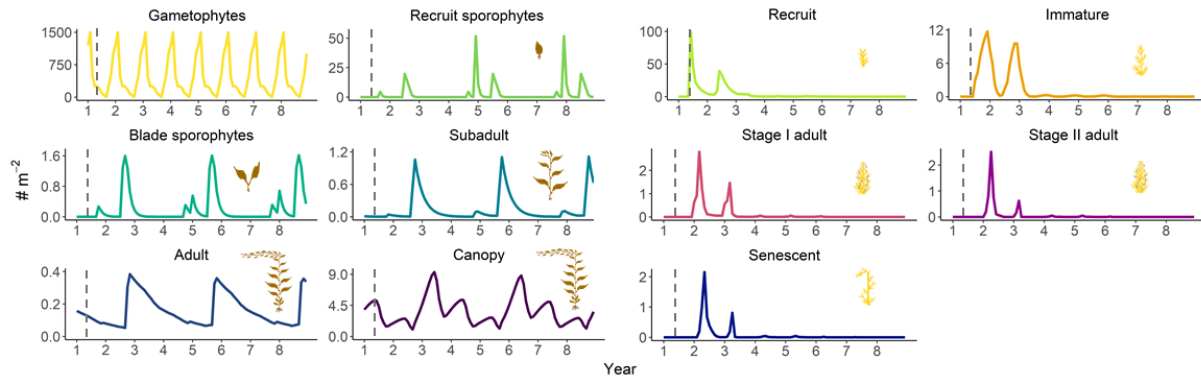 Gametophytes
1500
750
0
1 2 3 4 5 6 7 8
Recruit sporophytes
50
25
0
1 2 3 4 5 6 7 8
Recruit
100
50
0
1 2 3 4 5 6 7 8
Immature
12
6
0
1 2 3 4 5 6 7 8
# m⁻²
Blade sporophytes
1.6
0.8
0.0
1 2 3 4 5 6 7 8
Subadult
1.2
0.6
0.0
1 2 3 4 5 6 7 8
Stage I adult
2
1
0
1 2 3 4 5 6 7 8
Stage II adult
2
1
0
1 2 3 4 5 6 7 8
Adult
0.4
0.2
0.0
1 2 3 4 5 6 7 8
Canopy
9.0
4.5
0.0
1 2 3 4 5 6 7 8
Senescent
2
1
0
1 2 3 4 5 6 7 8
Year